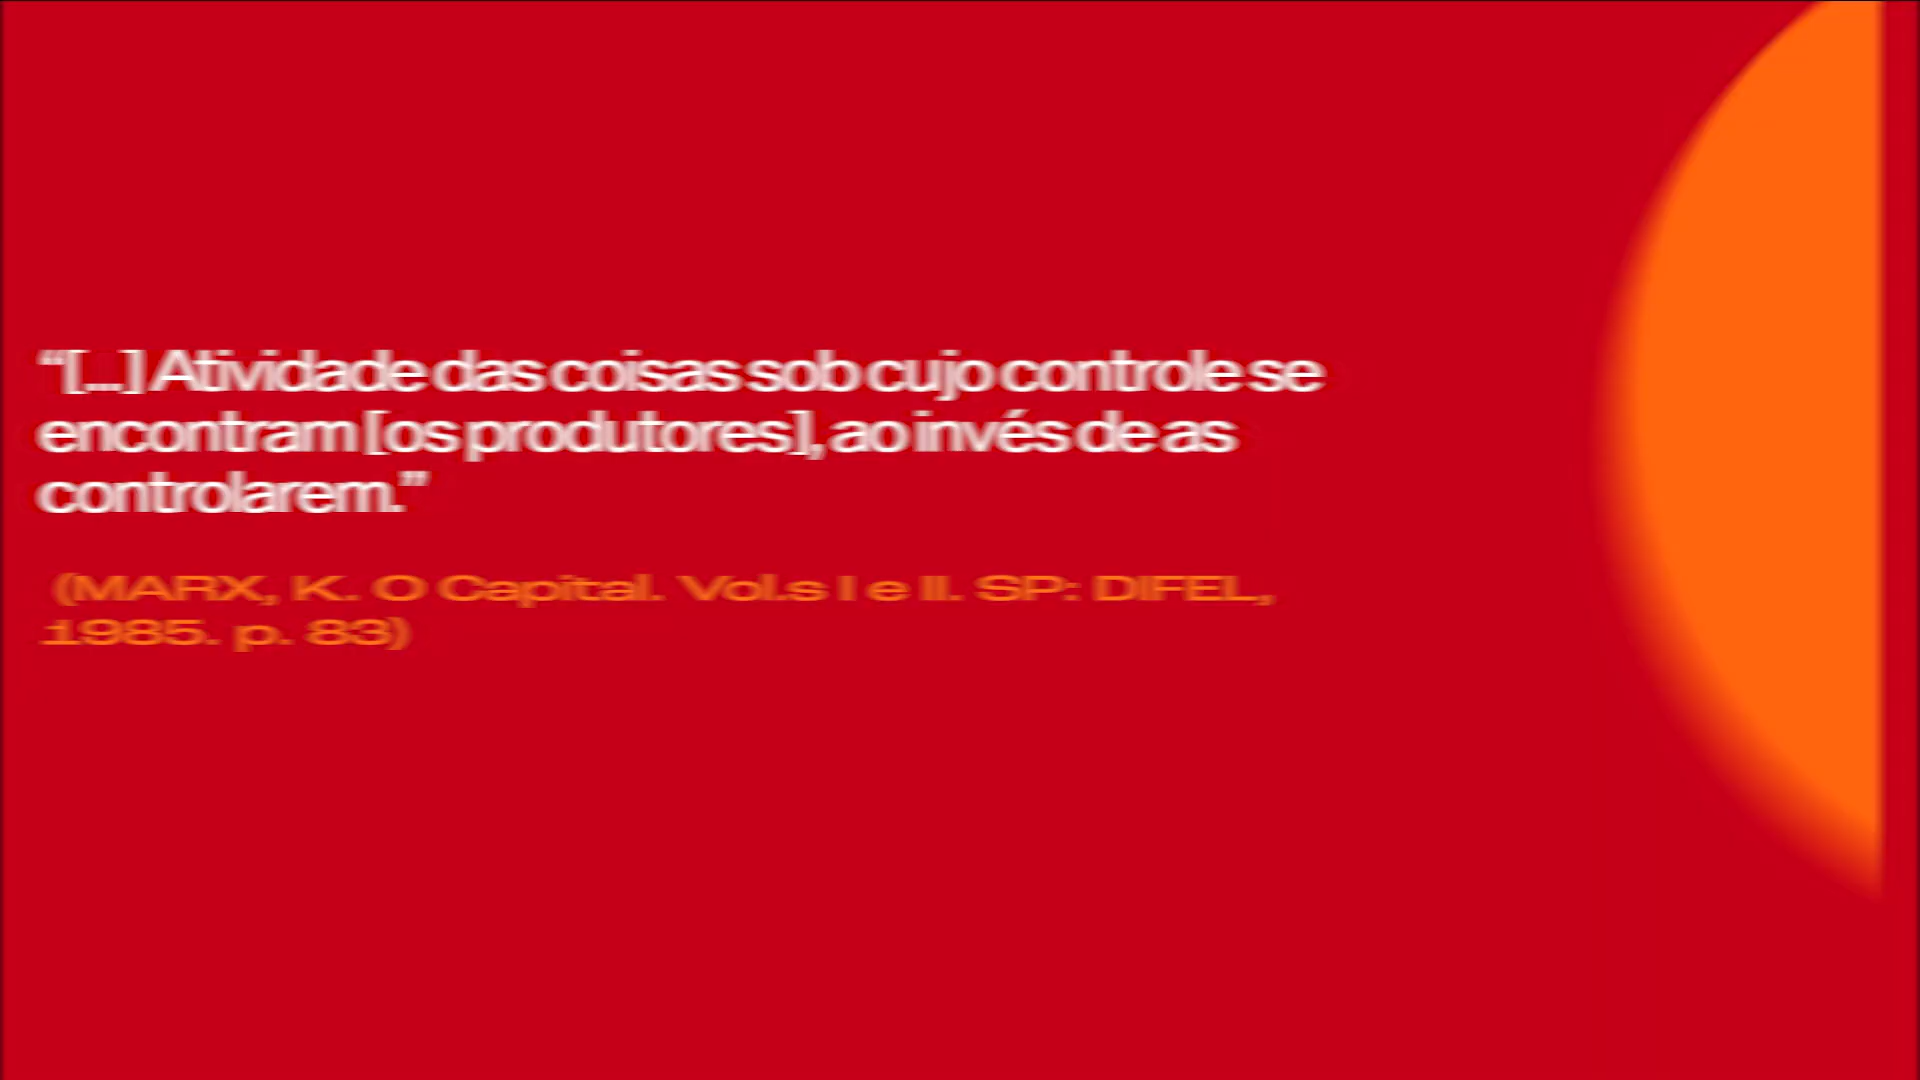 “[...] Atividade das coisas sob cujo controle se
encontram [os produtores], ao invés de as
controlarem.”
(MARX, K. O Capital. Vol.s I e II. SP: DIFEL,
1985. p. 83)